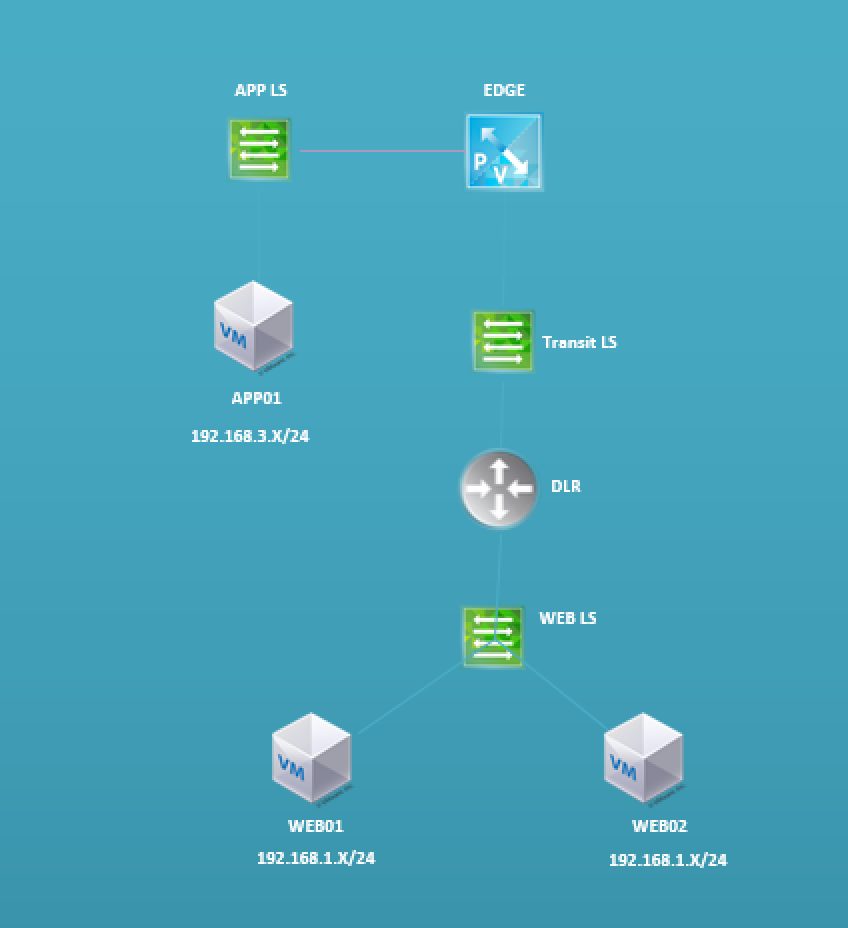 APP LS
EDGE
P
V
VM
Transit LS
APP01
192.168.3.X/24
DLR
WEB LS
VM
VM
WEB01
WEB02
192.168.1.X/24
192.168.1.X/24